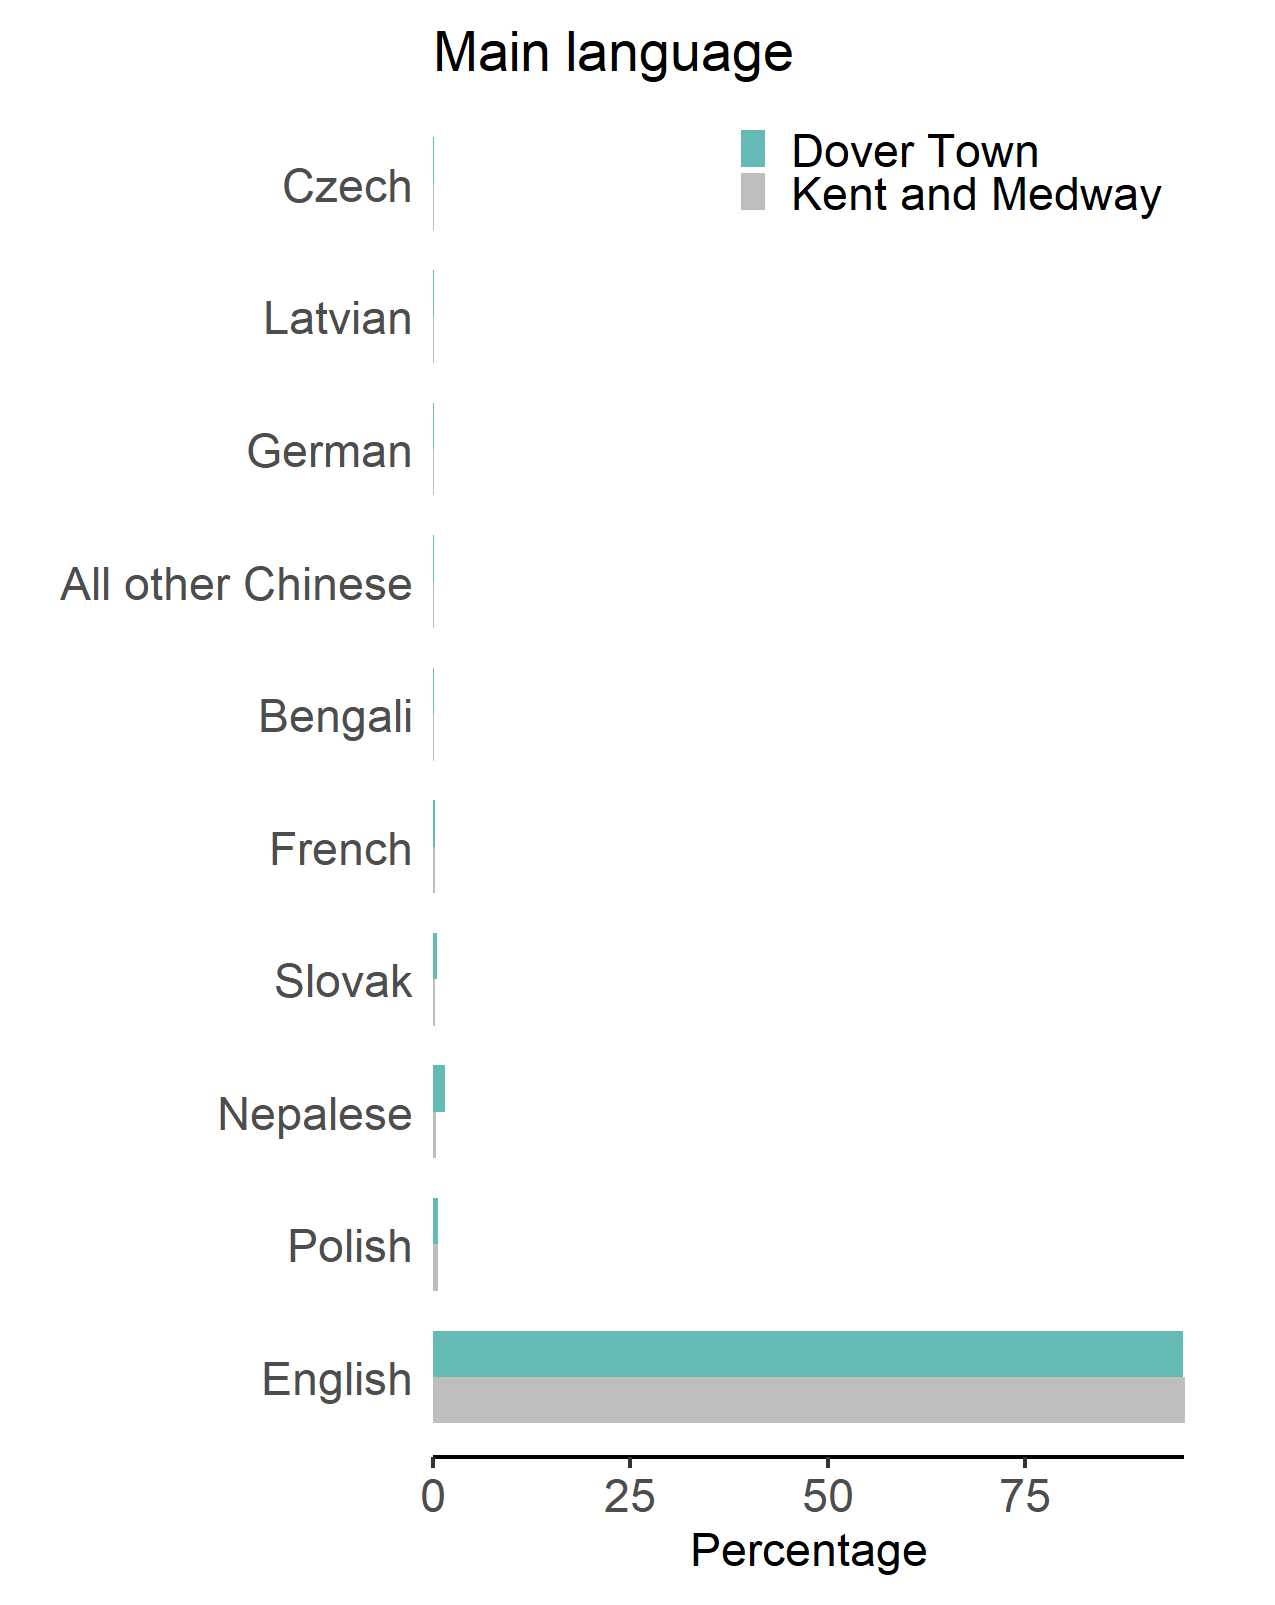 Main language
Dover Town
Kent and Medway
Czech
Latvian
German
All other Chinese
Bengali
French
Slovak
Nepalese
Polish
English
0 25 50 75
Percentage